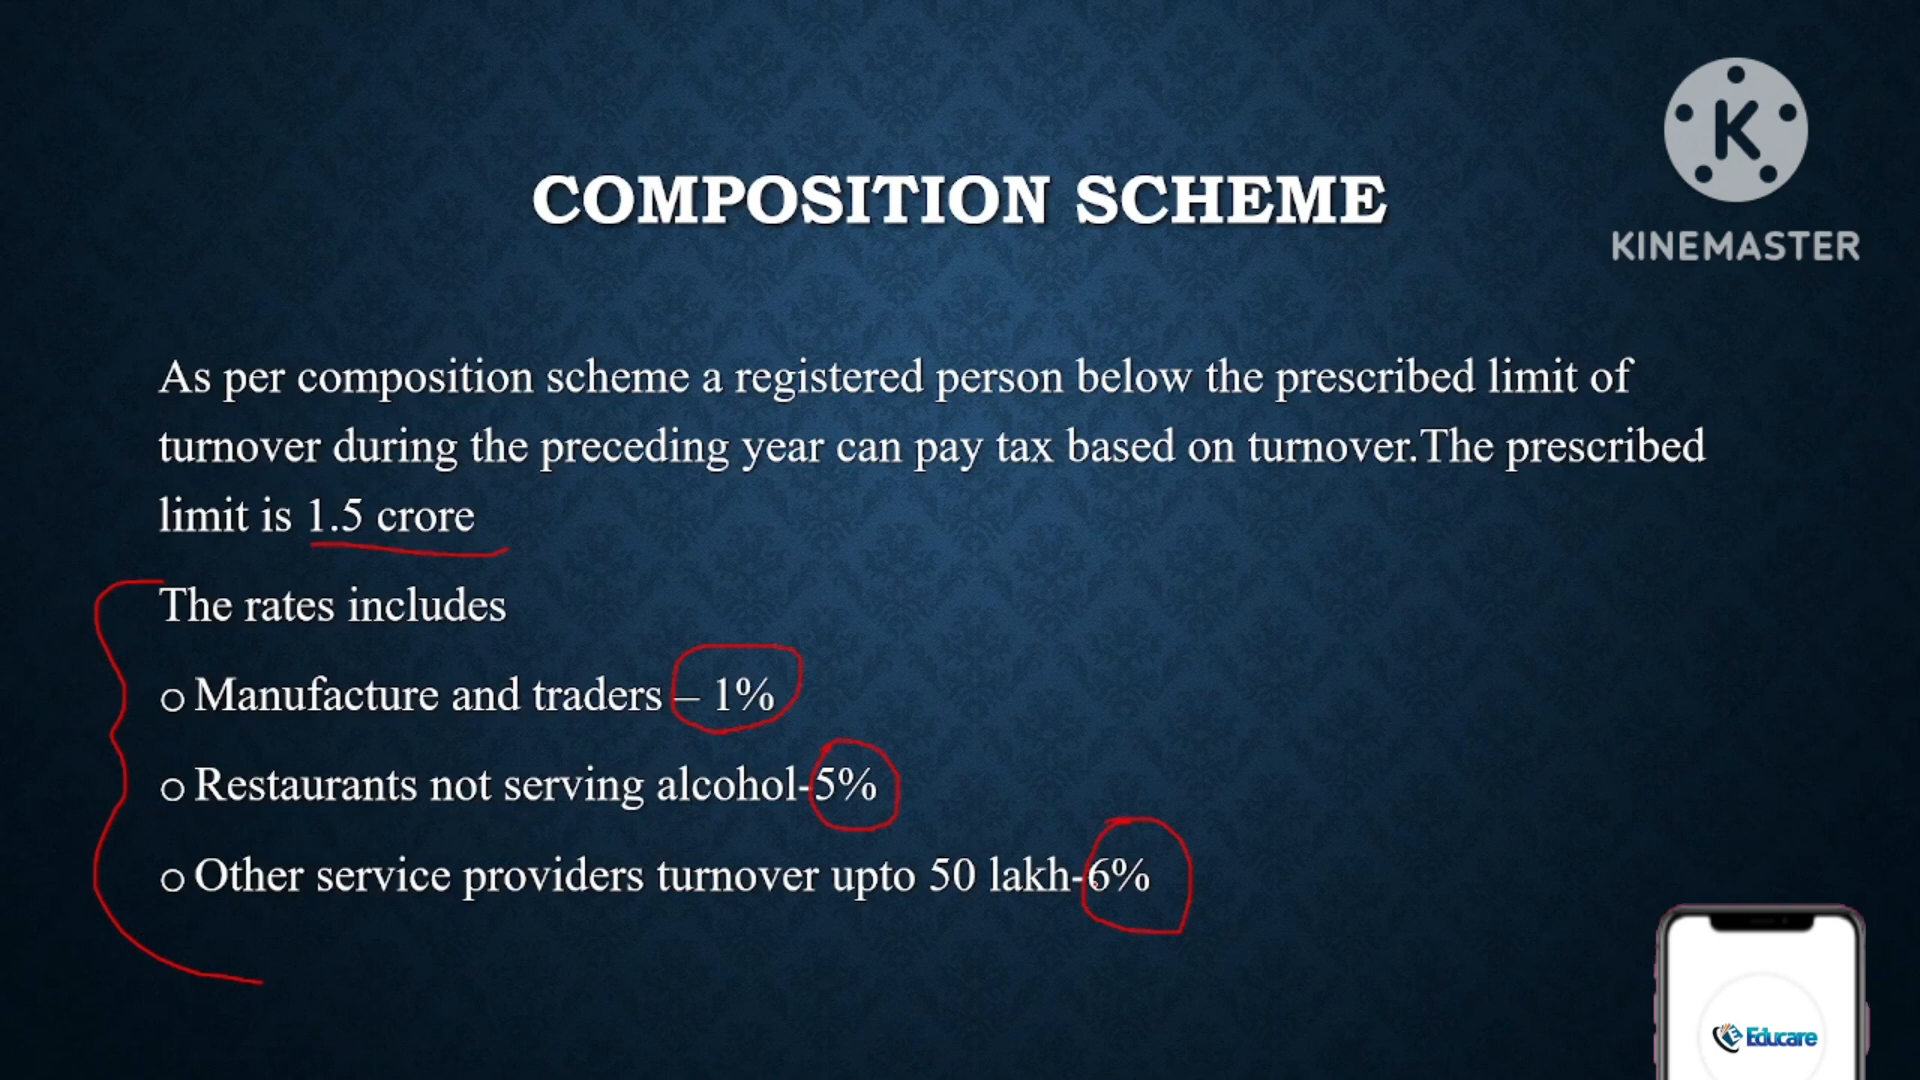 K
KINEMASTER
COMPOSITION SCHEME
As per composition scheme a registered person below the prescribed limit of
turnover during the preceding year can pay tax based on turnover.The prescribed
limit is 1.5 crore
The rates includes
o Manufacture and traders – 1%
o Restaurants not serving alcohol-5%
o Other service providers turnover upto 50 lakh-6%
E Educare